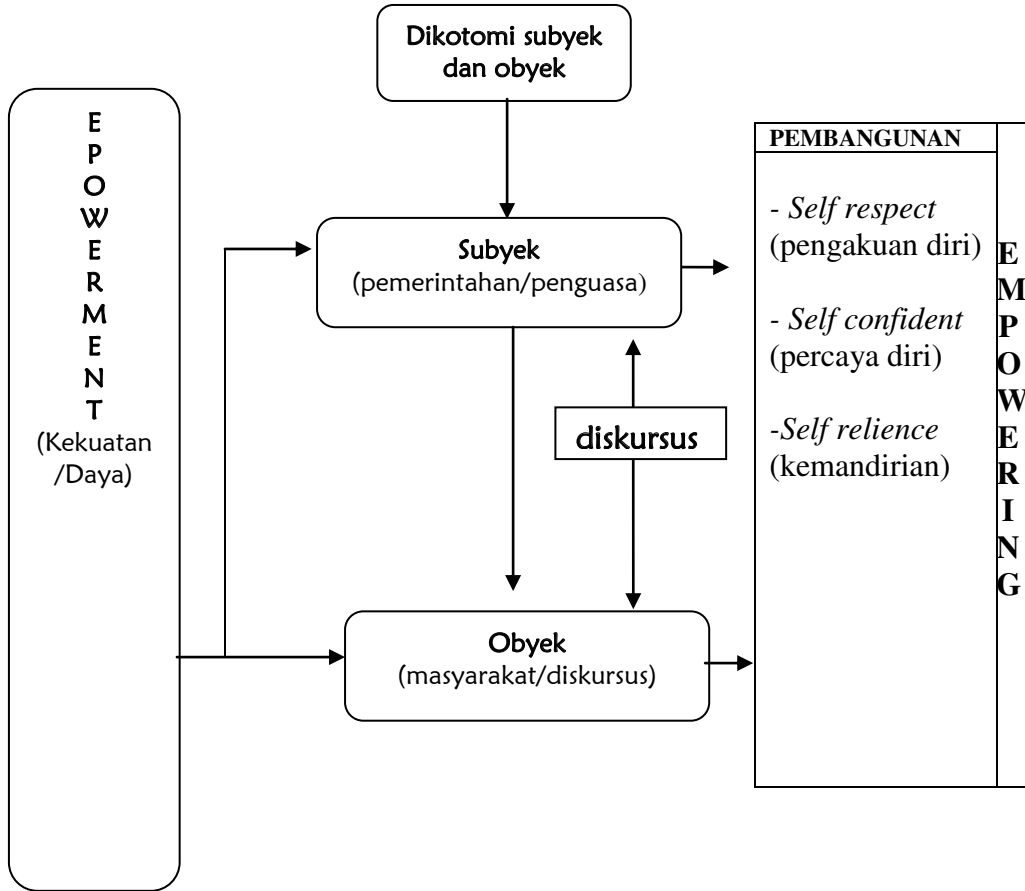 Dikotomi subyek
dan obyek
E
P
O
W
E
R
M
E
N
T
(Kekuatan
/Daya)
Subyek
(pemerintahan/penguasa)
diskursus
Obyek
(masyarakat/diskursus)
PEMBANGUNAN
- Self respect
(pengakuan diri)
- Self confident
(percaya diri)
-Self relience
(kemandirian)
E
M
P
O
W
E
R
I
N
G